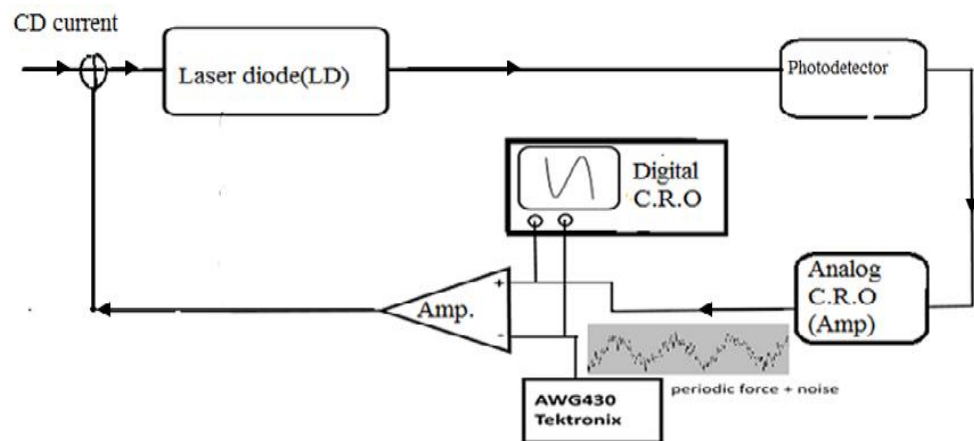 CD current
Laser diode(LD)
Photodetector
Digital
C.R.O
Analog
C.R.O
(Amp)
+
Amp.
-
periodic force + noise
AWG430
Tektronix